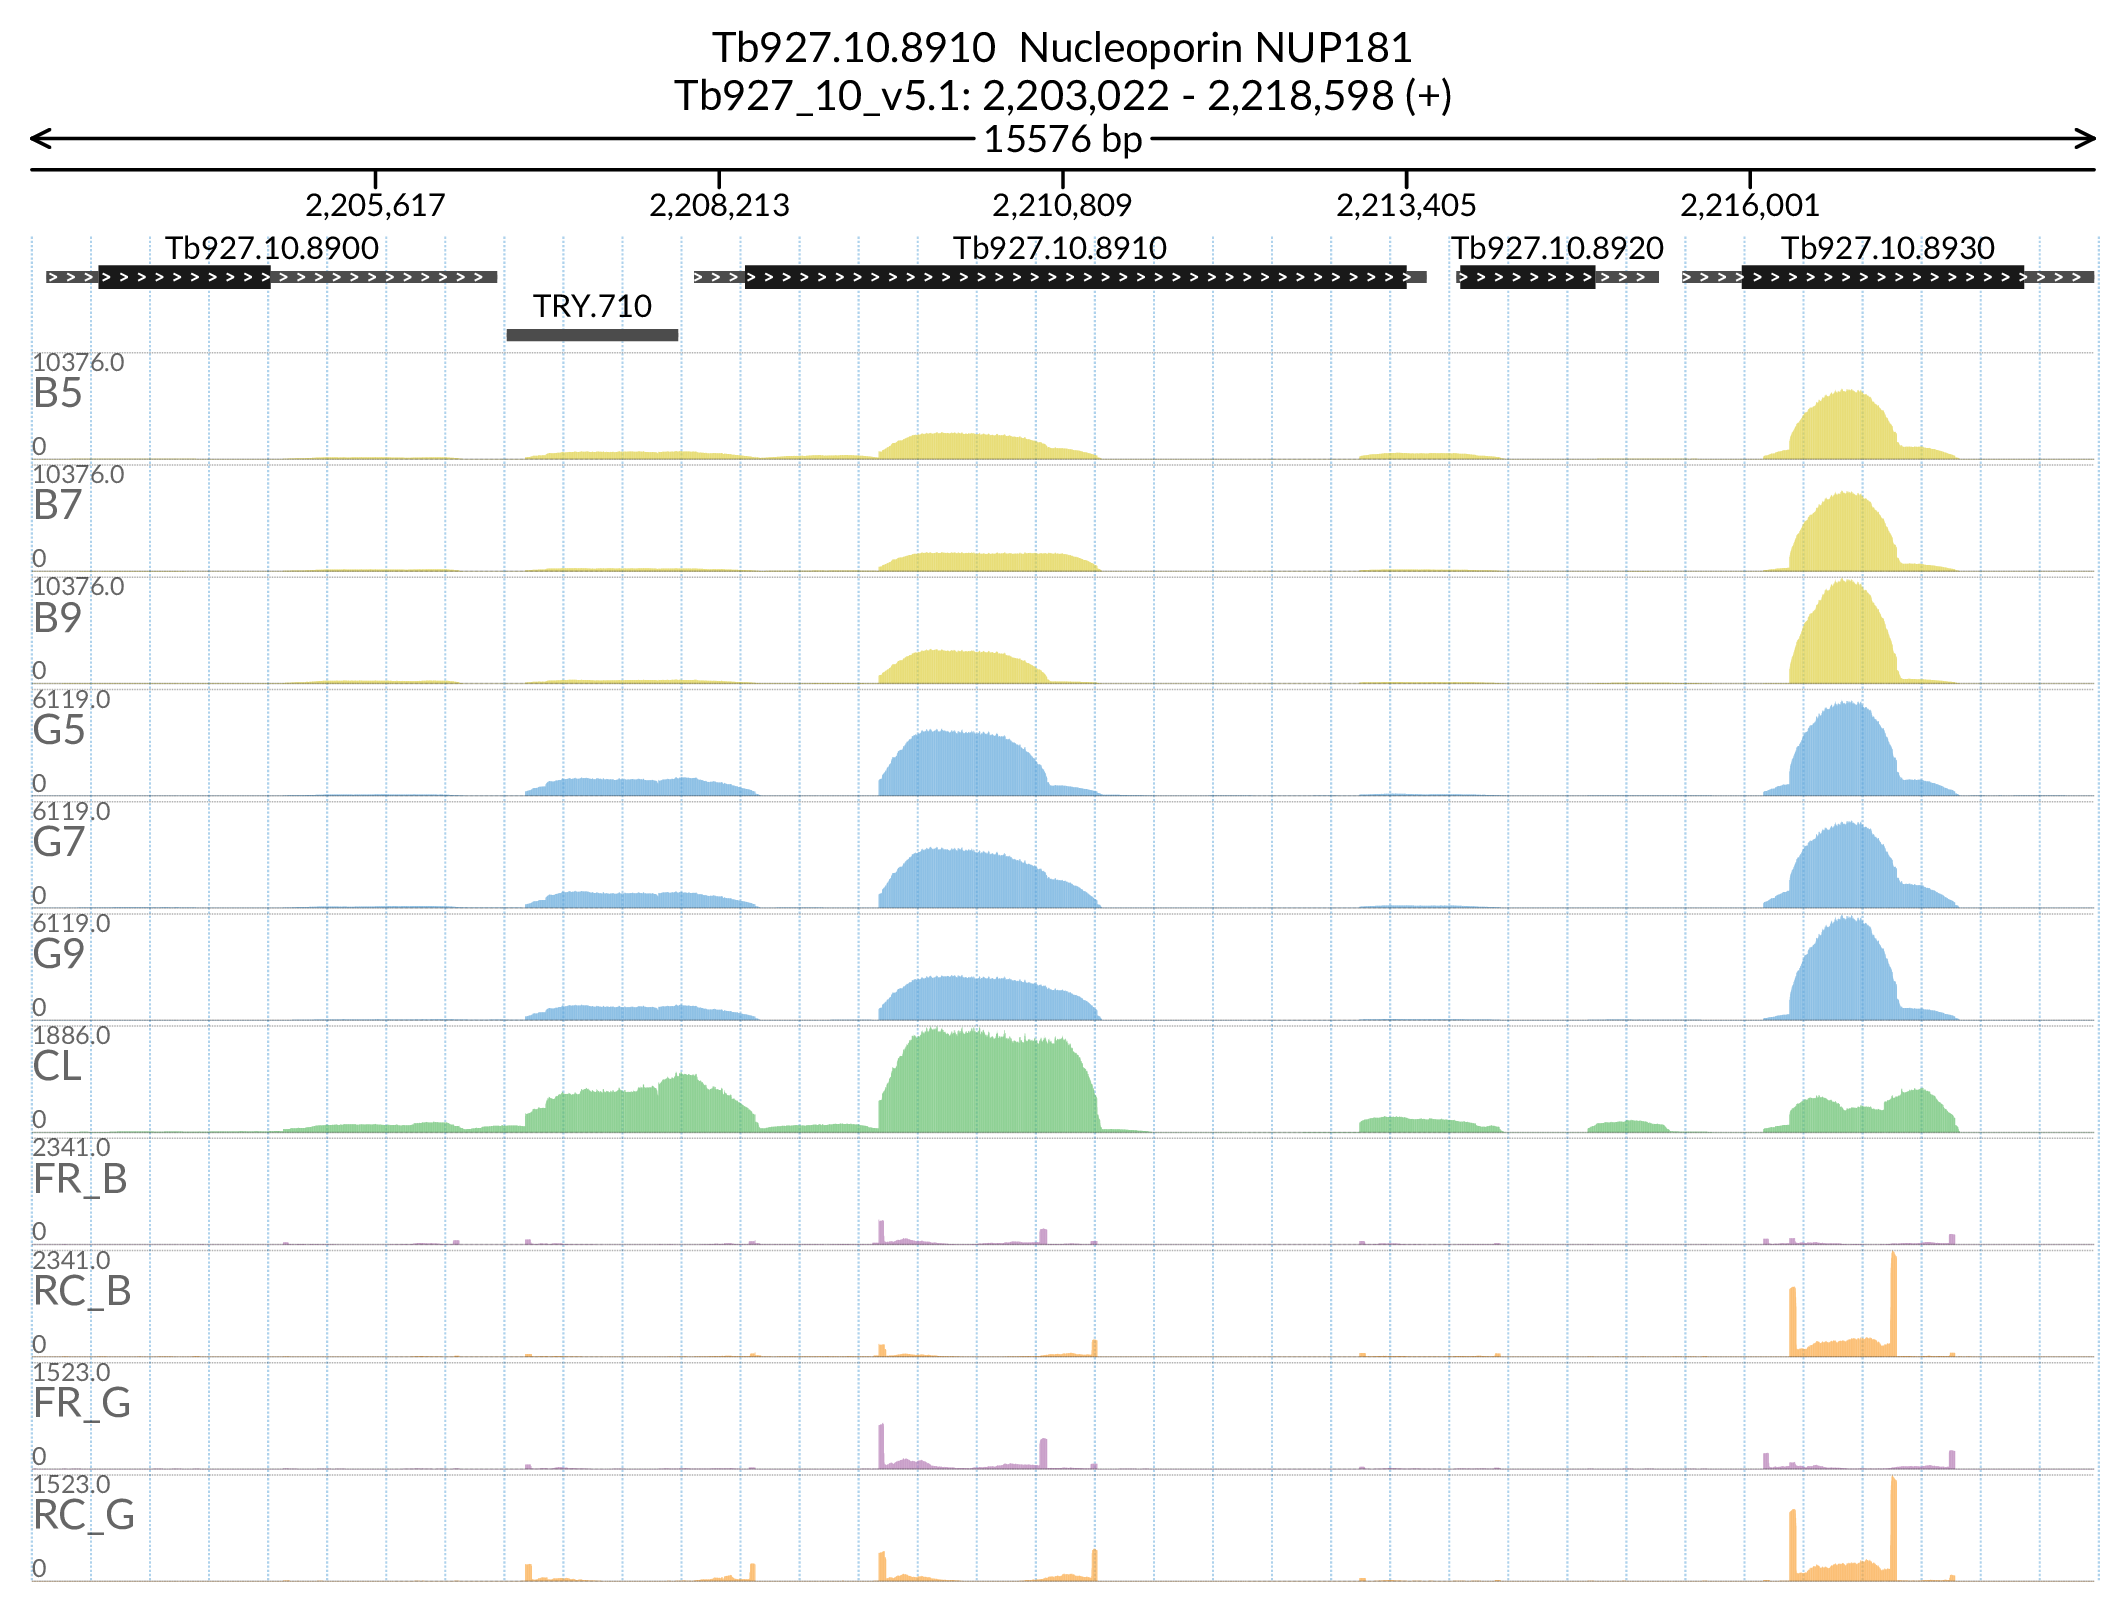 Tb927.10.8910 Nucleoporin NUP181
Tb927_10_v5.1: 2,203,022 - 2,218,598 (+)
15576 bp
2,205,617 2,208,213 2,210,809 2,213,405 2,216,001
Tb927.10.8900 Tb927.10.8910 Tb927.10.8920 Tb927.10.8930
TRY.710
10376.0
B5
0
10376.0
B7
0
10376.0
B9
0
6119.0
G5
0
6119.0
G7
0
6119.0
G9
0
1886.0
CL
0
2341.0
FR_B
0
2341.0
RC_B
0
1523.0
FR_G
0
1523.0
RC_G
0